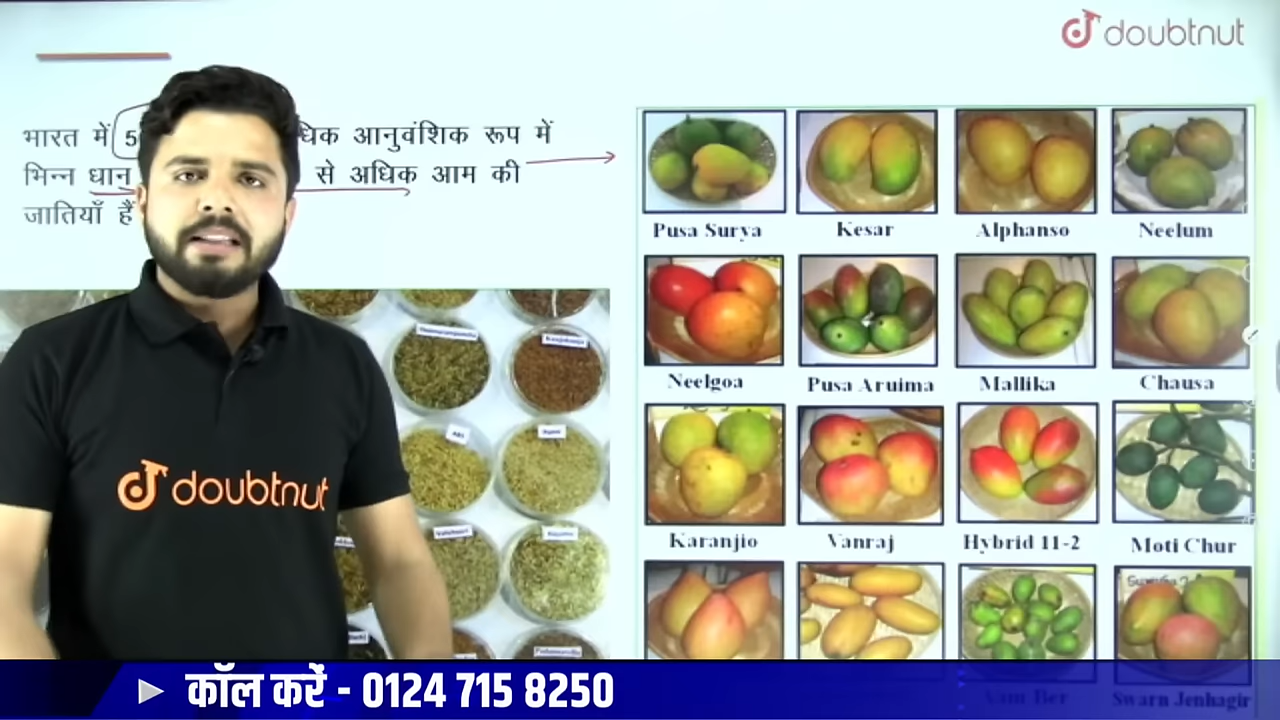 doubtnut
भारत में 5 धिक आनुवंशिक रूप में
भिन्न धान से अधिक आम की
जातियाँ हैं
Pusa Surya Kesar Alphanso Neelum
Neelgoa Pusa Aruima Mallika Chausa
Karanjio Vanraj Hybrid 11-2 Moti Chur
Swarn Jenhagir
doubtnut
कॉल करें - 0124 715 8250